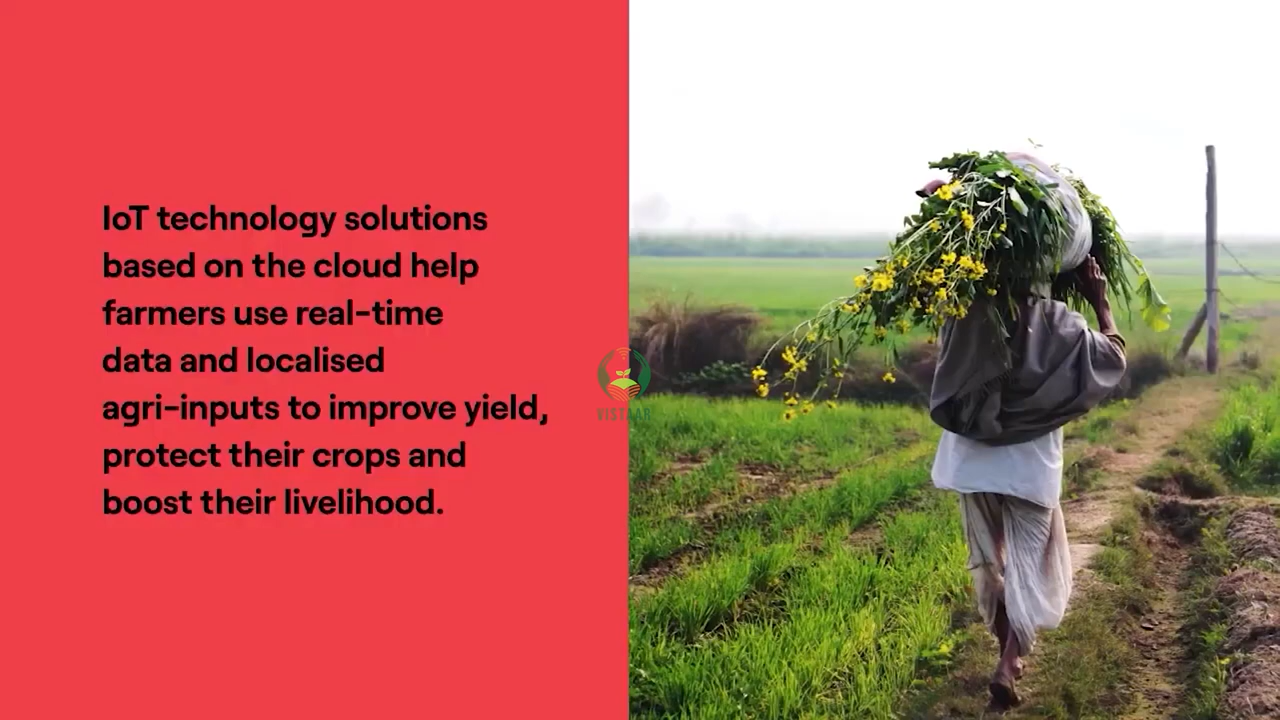 IoT technology solutions
based on the cloud help
farmers use real-time
data and localised
agri-inputs to improve yield,
protect their crops and
boost their livelihood.
VISTAAR